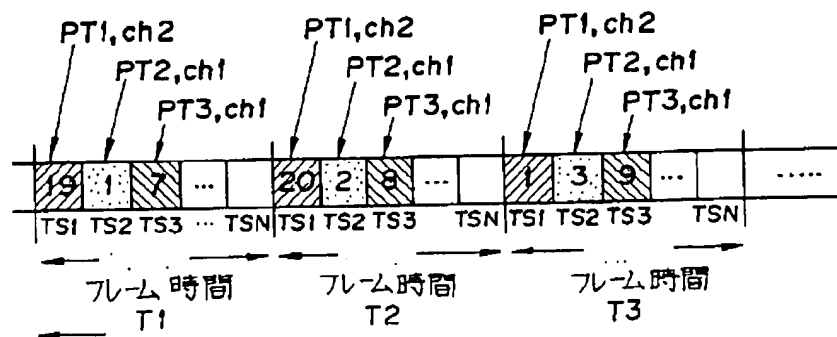 PT1,ch2 PT1,ch2 PT1,ch2
PT2,ch1 PT2,ch1 PT2,ch1
PT3,ch1 PT3,ch1 PT3,ch1
19 1 7 ... 20 2 8 ... 1 3 9 ... .....
TS1 TS2 TS3 ... TSN TS1 TS2 TS3 TSN TS1 TS2 TS3 TSN
フレーム時間 フレーム時間 フレーム時間
T1 T2 T3